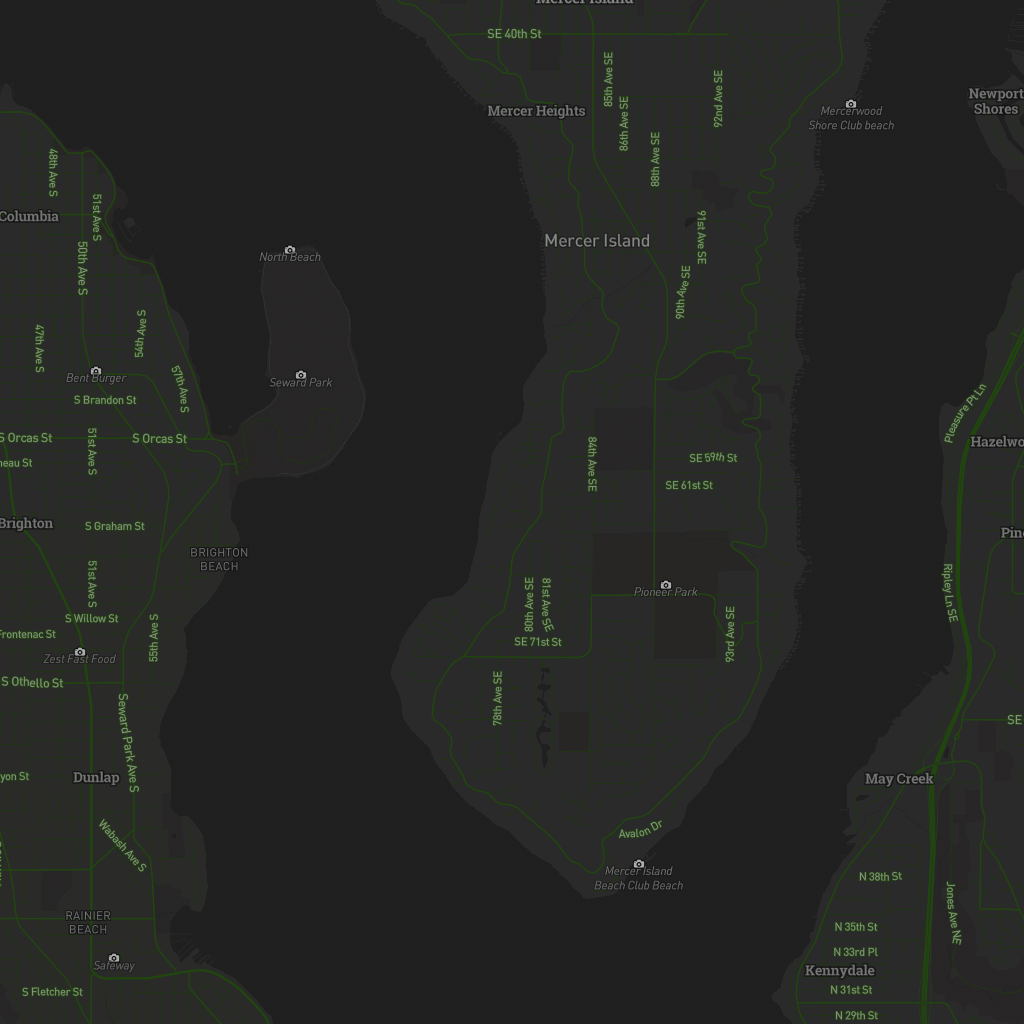 Mercer Island
SE 40th St
85th Ave SE
92nd Ave SE
Newport
Shores
Mercer Heights
86th Ave SE
Mercerwood
Shore Club beach
88th Ave SE
48th Ave S
51st Ave S
Columbia
50th Ave S
91st Ave SE
Mercer Island
North Beach
90th Ave SE
54th Ave S
47th Ave S
57th Ave S
Bent Burger
Seward Park
S Brandon St
Pleasure Pt Ln
S Orcas St
S Orcas St
51st Ave S
84th Ave SE
Hazelwo
neau St
SE 59th St
SE 61st St
Brighton
S Graham St
Pine
BRIGHTON
BEACH
51st Ave S
80th Ave SE
81st Ave SE
Pioneer Park
Ripley Ln SE
S Willow St
Frontenac St
55th Ave S
SE 71st St
93rd Ave SE
Zest Fast Food
S Othello St
78th Ave SE
Seward Park Ave S
SE
yon St
Dunlap
May Creek
Wabash Ave S
Avalon Dr
Mercer Island
Beach Club Beach
N 38th St
Jones Ave NE
RAINIER
BEACH
N 35th St
N 33rd Pl
Safeway
Kennydale
S Fletcher St
N 31st St
N 29th St